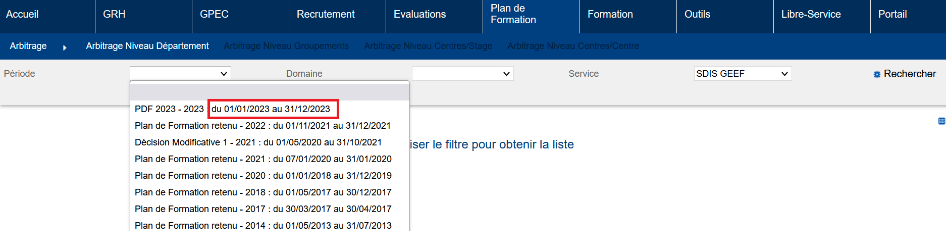 Accueil GRH GPEC Recrutement Evaluations Plan de Formation Formation Outils Libre-Service Portail
Arbitrage Arbitrage Niveau Département Arbitrage Niveau Groupements Arbitrage Niveau Centres/Stage Arbitrage Niveau Centres/Centre
Période Domaine Service SDIS GEEF Rechercher
PDF 2023 - 2023 du 01/01/2023 au 31/12/2023
Plan de Formation retenu - 2022 : du 01/11/2021 au 31/12/2021
Décision Modificative 1 - 2021 : du 01/05/2020 au 31/10/2021
iser le filtre pour obtenir la liste
Plan de Formation retenu - 2021 : du 07/01/2020 au 31/01/2020
Plan de Formation retenu - 2020 : du 01/01/2018 au 31/12/2019
Plan de Formation retenu - 2018 : du 01/05/2017 au 30/12/2017
Plan de Formation retenu - 2017 : du 30/03/2017 au 30/04/2017
Plan de Formation retenu - 2014 : du 01/05/2013 au 31/07/2013